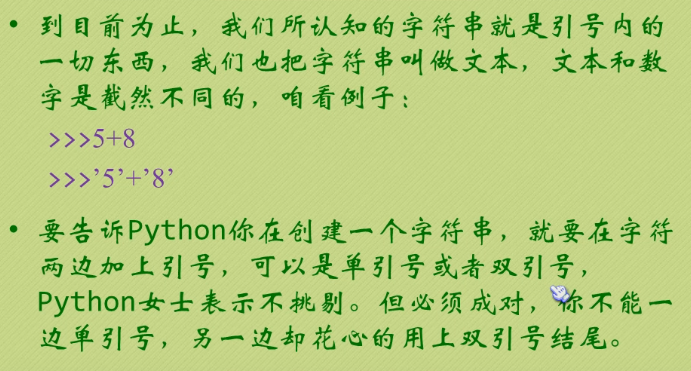 • 到目前为止，我们所认知的字符串就是引号内的
一切东西，我们也把字符串叫做文本，文本和数
字是截然不同的，咱看例子：
>>>5+8
>>>’5’+’8’
• 要告诉Python你在创建一个字符串，就要在字符
两边加上引号，可以是单引号或者双引号，
Python女士表示不挑剔。但必须成对，你不能一
边单引号，另一边却花心的用上双引号结尾。